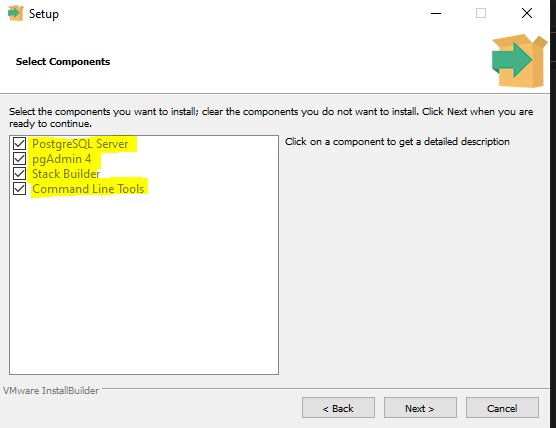 Setup
Select Components
Select the components you want to install; clear the components you do not want to install. Click Next when you are
ready to continue.
PostgreSQL Server
pgAdmin 4
Stack Builder
Command Line Tools
Click on a component to get a detailed description
VMware InstallBuilder
< Back
Next >
Cancel